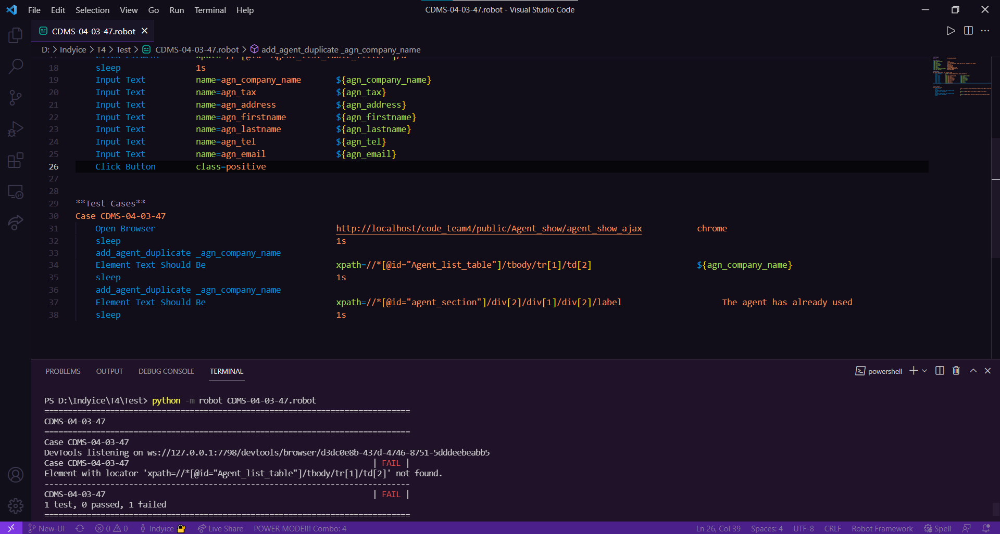 File Edit Selection View Go Run Terminal Help
CDMS-04-03-47.robot - Visual Studio Code
CDMS-04-03-47.robot
D: > Indyice > T4 > Test > CDMS-04-03-47.robot > add_agent_duplicate _agn_company_name
18 sleep 1s
19 Input Text name=agn_company_name ${agn_company_name}
20 Input Text name=agn_tax ${agn_tax}
21 Input Text name=agn_address ${agn_address}
22 Input Text name=agn_firstname ${agn_firstname}
23 Input Text name=agn_lastname ${agn_lastname}
24 Input Text name=agn_tel ${agn_tel}
25 Input Text name=agn_email ${agn_email}
26 Click Button class=positive
27
28
29 **Test Cases**
30 Case CDMS-04-03-47
31 Open Browser http://localhost/code_team4/public/Agent_show/agent_show_ajax chrome
32 sleep 1s
33 add_agent_duplicate _agn_company_name
34 Element Text Should Be xpath=//*[@id="Agent_list_table"]/tbody/tr[1]/td[2] ${agn_company_name}
35 sleep 1s
36 add_agent_duplicate _agn_company_name
37 Element Text Should Be xpath=//*[@id="agent_section"]/div[2]/div[1]/div[2]/label The agent has already used
38 sleep 1s
PROBLEMS OUTPUT DEBUG CONSOLE TERMINAL
powershell
PS D:\Indyice\T4\Test> python -m robot CDMS-04-03-47.robot
==============================================================================
CDMS-04-03-47
==============================================================================
Case CDMS-04-03-47
DevTools listening on ws://127.0.0.1:7798/devtools/browser/d3dc0e8b-437d-4746-8751-5dddeebeabb5
Case CDMS-04-03-47 | FAIL |
Element with locator 'xpath=//*[@id="Agent_list_table"]/tbody/tr[1]/td[2]' not found.
------------------------------------------------------------------------------
CDMS-04-03-47 | FAIL |
1 test, 0 passed, 1 failed
==============================================================================
New-UI 0 0 Indyice Live Share POWER MODE!!! Combo: 4 Ln 26, Col 39 Spaces: 4 UTF-8 CRLF Robot Framework Spell